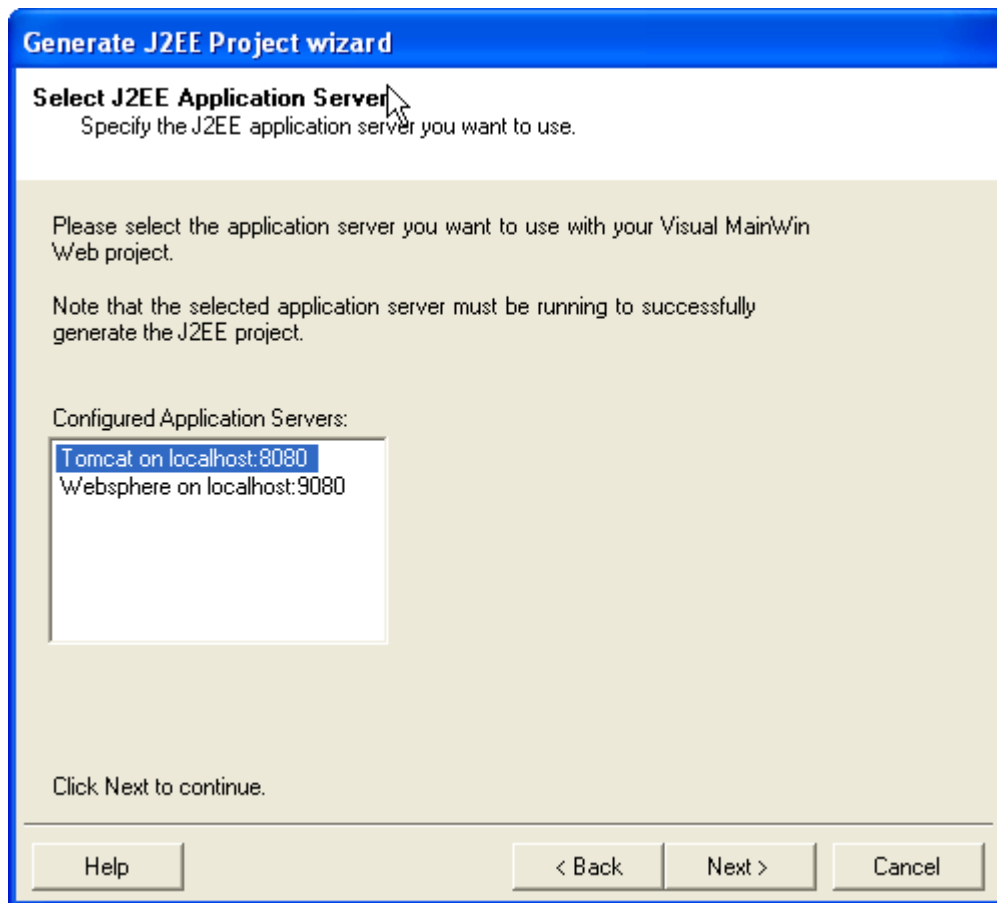 Generate J2EE Project wizard
Select J2EE Application Server
Specify the J2EE application server you want to use.
Please select the application server you want to use with your Visual MainWin
Web project.
Note that the selected application server must be running to successfully
generate the J2EE project.
Configured Application Servers:
Tomcat on localhost:8080
Websphere on localhost:9080
Click Next to continue.
Help
< Back
Next >
Cancel